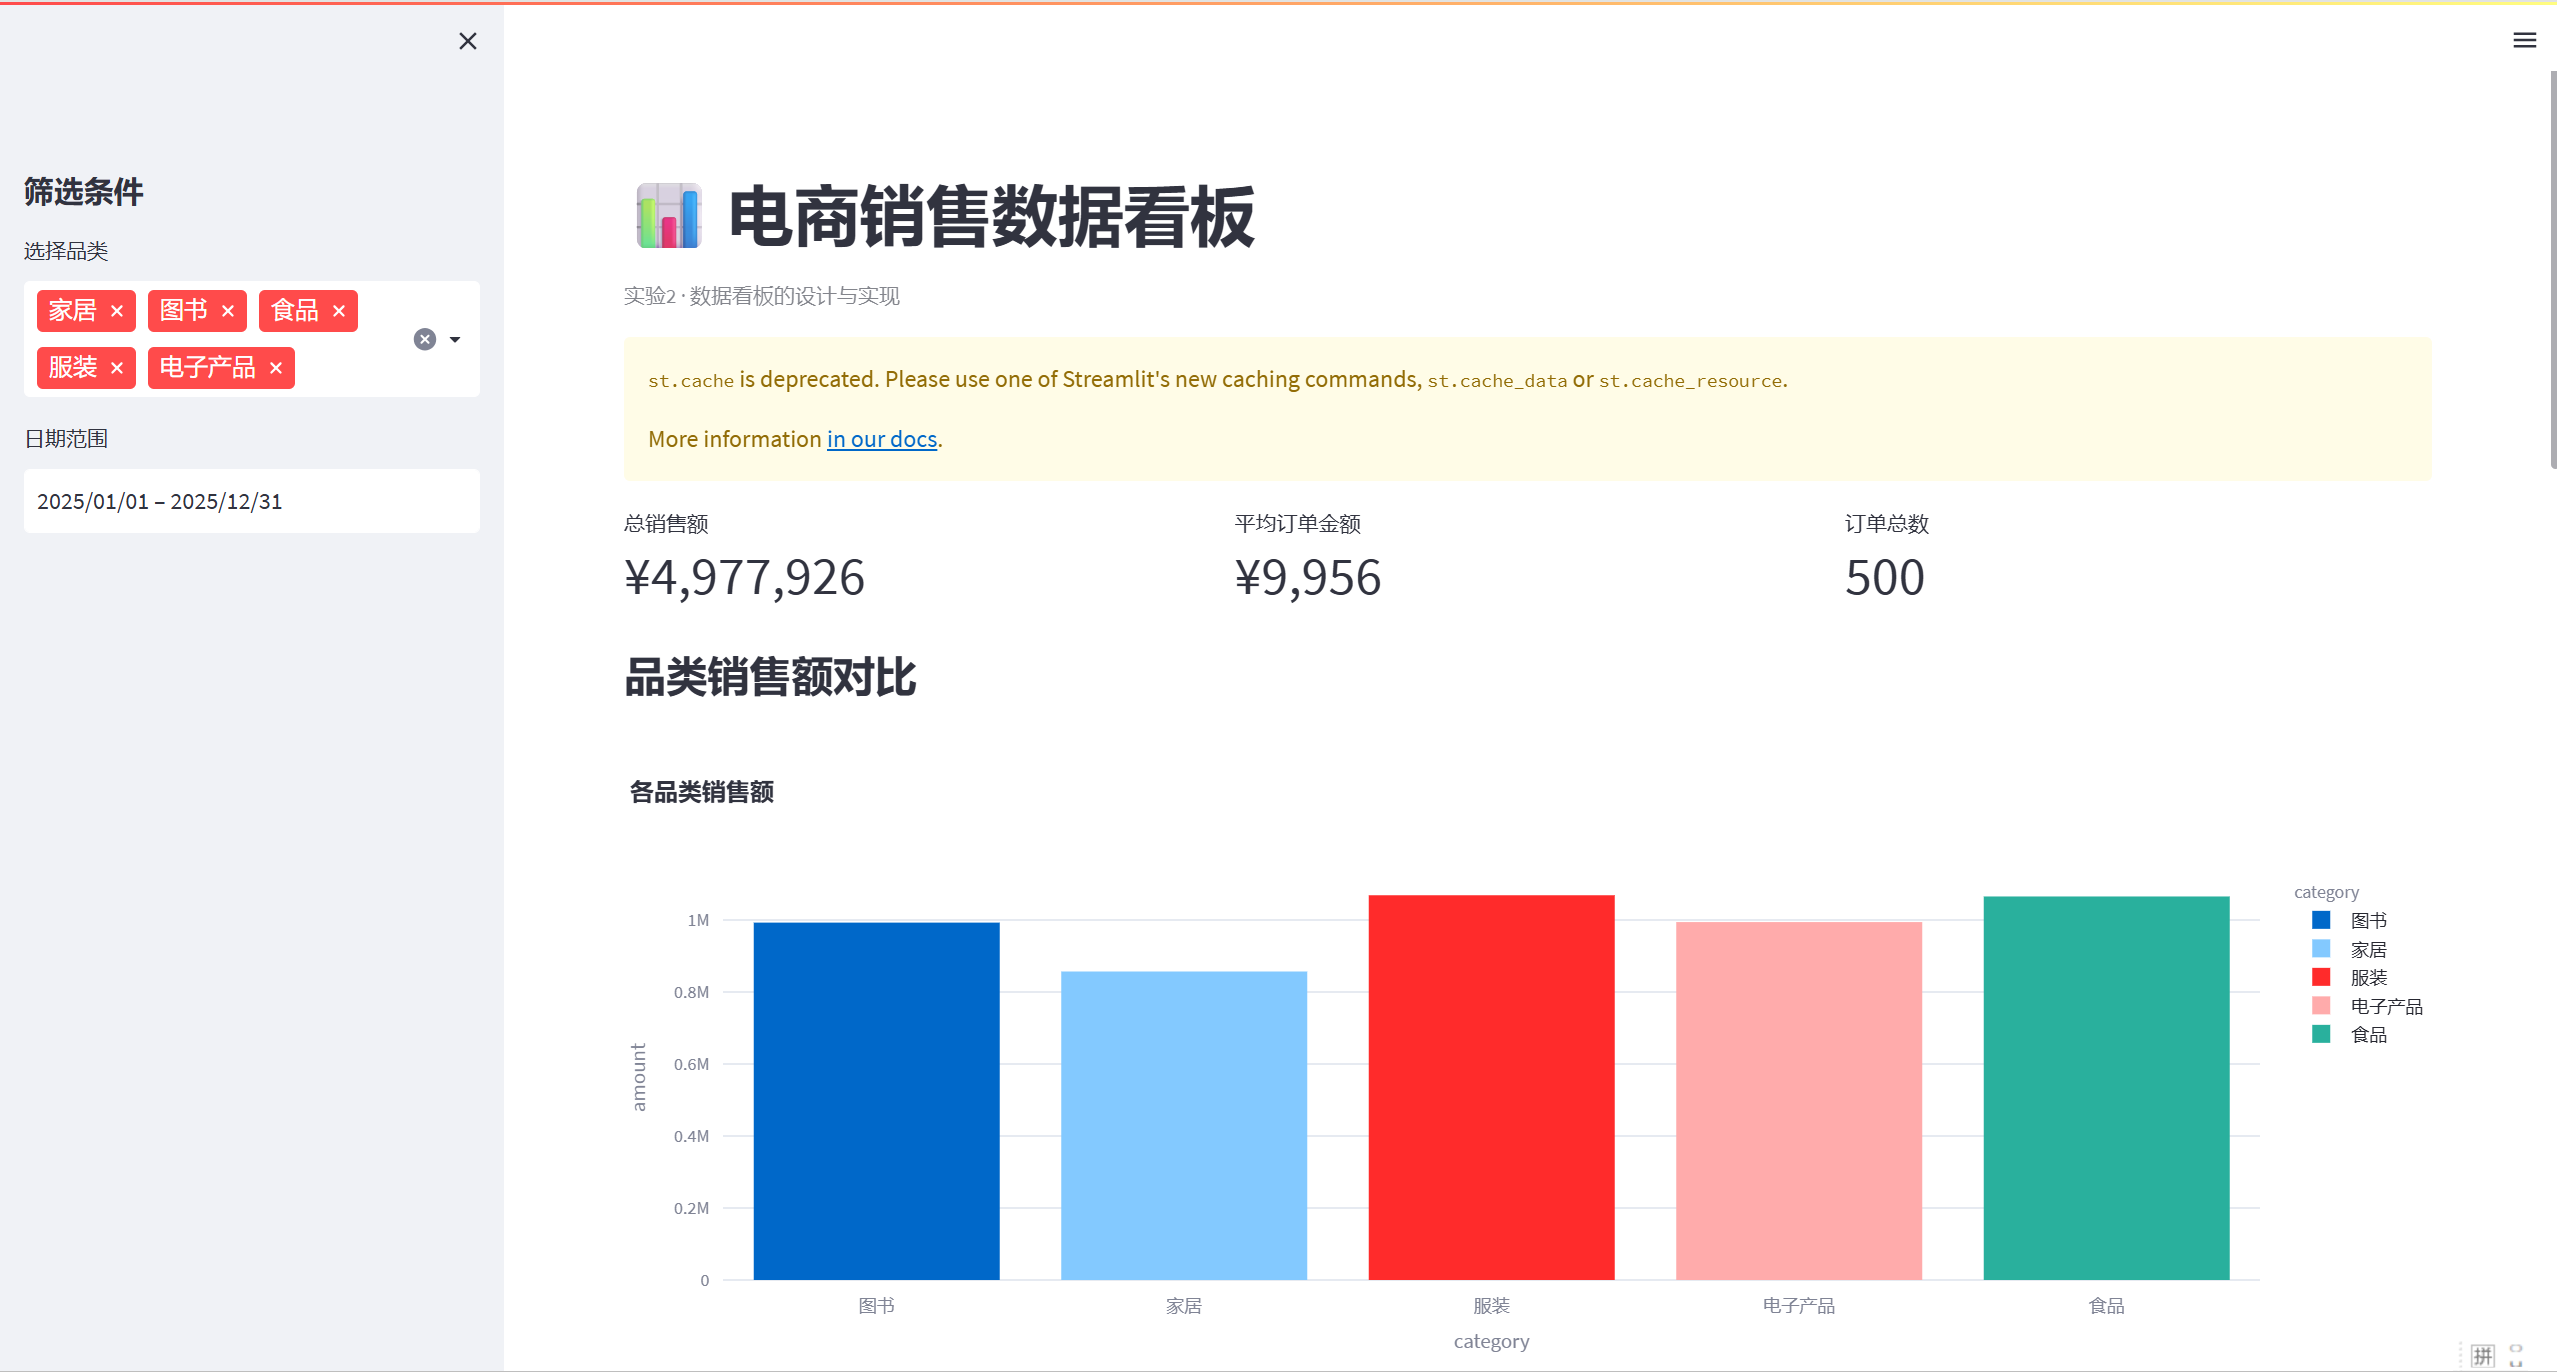 筛选条件
选择品类
家居
图书
食品
服装
电子产品
日期范围
2025/01/01 – 2025/12/31
电商销售数据看板
实验2 · 数据看板的设计与实现
st.cache is deprecated. Please use one of Streamlit's new caching commands, st.cache_data or st.cache_resource.
More information in our docs.
总销售额
¥4,977,926
平均订单金额
¥9,956
订单总数
500
品类销售额对比
各品类销售额
1M
0.8M
0.6M
0.4M
0.2M
0
amount
图书
家居
服装
电子产品
食品
category
category
图书
家居
服装
电子产品
食品
拼